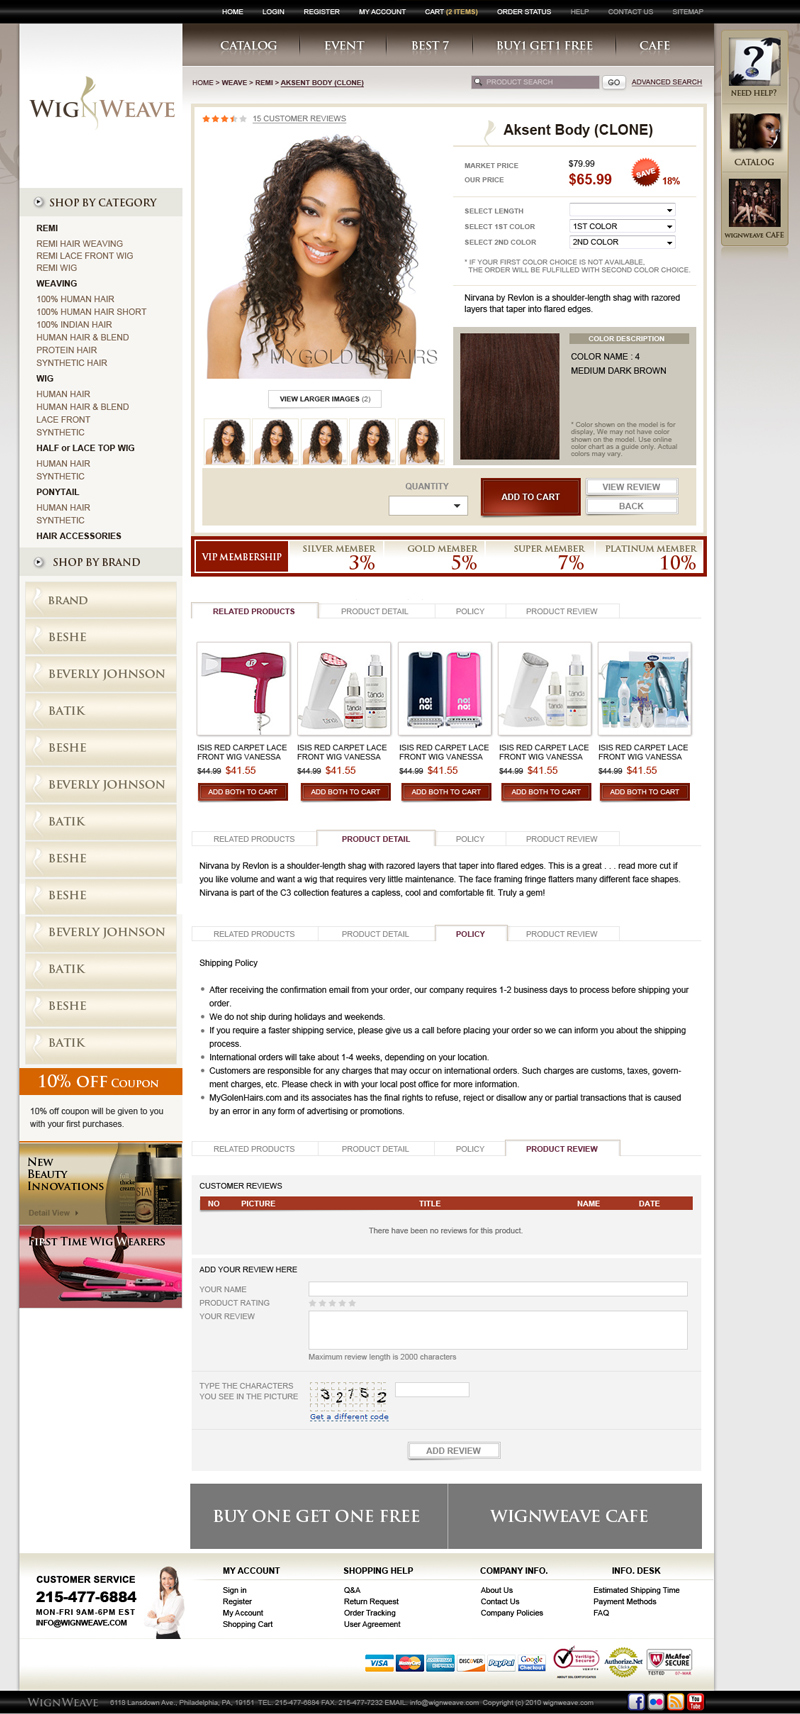 HOME LOGIN REGISTER MY ACCOUNT CART (2 ITEMS) ORDER STATUS HELP CONTACT US SITEMAP
CATALOG EVENT BEST 7 BUY1 GET1 FREE CAFE
WIGNWEAVE
HOME > WEAVE > REMI > AKSENT BODY (CLONE)
PRODUCT SEARCH GO ADVANCED SEARCH
NEED HELP?
CATALOG
WIGNWEAVE CAFE
SHOP BY CATEGORY
REMI
REMI HAIR WEAVING
REMI LACE FRONT WIG
REMI WIG
WEAVING
100% HUMAN HAIR
100% HUMAN HAIR SHORT
100% INDIAN HAIR
HUMAN HAIR & BLEND
PROTEIN HAIR
SYNTHETIC HAIR
WIG
HUMAN HAIR
HUMAN HAIR & BLEND
LACE FRONT
SYNTHETIC
HALF or LACE TOP WIG
HUMAN HAIR
SYNTHETIC
PONYTAIL
HUMAN HAIR
SYNTHETIC
HAIR ACCESSORIES
SHOP BY BRAND
BRAND
BESHE
BEVERLY JOHNSON
BATIK
BESHE
BEVERLY JOHNSON
BATIK
BESHE
BESHE
BEVERLY JOHNSON
BATIK
BESHE
BATIK
10% OFF COUPON
10% off coupon will be given to you
with your first purchases.
NEW
BEAUTY
INNOVATIONS
Detail View
thicke
cream
STAY
FIRST TIME WIG WEARERS
15 CUSTOMER REVIEWS
MYGOLDENHAIRS
VIEW LARGER IMAGES (2)
Aksent Body (CLONE)
MARKET PRICE $79.99
OUR PRICE $65.99 SAVE 18%
SELECT LENGTH
SELECT 1ST COLOR 1ST COLOR
SELECT 2ND COLOR 2ND COLOR
* IF YOUR FIRST COLOR CHOICE IS NOT AVAILABLE,
THE ORDER WILL BE FULFILLED WITH SECOND COLOR CHOICE.
Nirvana by Revlon is a shoulder-length shag with razored
layers that taper into flared edges.
COLOR DESCRIPTION
COLOR NAME : 4
MEDIUM DARK BROWN
* Color shown on the model is for
display, We may not have color
shown on the model. Use online
color chart as a guide only. Actual
colors may vary.
QUANTITY
ADD TO CART
VIEW REVIEW
BACK
VIP MEMBERSHIP
SILVER MEMBER 3%
GOLD MEMBER 5%
SUPER MEMBER 7%
PLATINUM MEMBER 10%
RELATED PRODUCTS PRODUCT DETAIL POLICY PRODUCT REVIEW
tanda tanda no! no! no! no! tanda tanda bliss PHILIPS bikini
ISIS RED CARPET LACE ISIS RED CARPET LACE ISIS RED CARPET LACE ISIS RED CARPET LACE ISIS RED CARPET LACE
FRONT WIG VANESSA FRONT WIG VANESSA FRONT WIG VANESSA FRONT WIG VANESSA FRONT WIG VANESSA
$44.99 $41.55 $44.99 $41.55 $44.99 $41.55 $44.99 $41.55 $44.99 $41.55
ADD BOTH TO CART ADD BOTH TO CART ADD BOTH TO CART ADD BOTH TO CART ADD BOTH TO CART
RELATED PRODUCTS PRODUCT DETAIL POLICY PRODUCT REVIEW
Nirvana by Revlon is a shoulder-length shag with razored layers that taper into flared edges. This is a great . . . read more cut if
you like volume and want a wig that requires very little maintenance. The face framing fringe flatters many different face shapes.
Nirvana is part of the C3 collection features a capless, cool and comfortable fit. Truly a gem!
RELATED PRODUCTS PRODUCT DETAIL POLICY PRODUCT REVIEW
Shipping Policy
After receiving the confirmation email from your order, our company requires 1-2 business days to process before shipping your
order.
We do not ship during holidays and weekends.
If you require a faster shipping service, please give us a call before placing your order so we can inform you about the shipping
process.
International orders will take about 1-4 weeks, depending on your location.
Customers are responsible for any charges that may occur on international orders. Such charges are customs, taxes, govern-
ment charges, etc. Please check in with your local post office for more information.
MyGolenHairs.com and its associates has the final rights to refuse, reject or disallow any or partial transactions that is caused
by an error in any form of advertising or promotions.
RELATED PRODUCTS PRODUCT DETAIL POLICY PRODUCT REVIEW
CUSTOMER REVIEWS
NO PICTURE TITLE NAME DATE
There have been no reviews for this product.
ADD YOUR REVIEW HERE
YOUR NAME
PRODUCT RATING
YOUR REVIEW
Maximum review length is 2000 characters
TYPE THE CHARACTERS
YOU SEE IN THE PICTURE
3 2 7 5 2
Get a different code
ADD REVIEW
BUY ONE GET ONE FREE WIGNWEAVE CAFE
CUSTOMER SERVICE
215-477-6884
MON-FRI 9AM-6PM EST
INFO@WIGNWEAVE.COM
MY ACCOUNT
Sign in
Register
My Account
Shopping Cart
SHOPPING HELP
Q&A
Return Request
Order Tracking
User Agreement
COMPANY INFO.
About Us
Contact Us
Company Policies
INFO. DESK
Estimated Shipping Time
Payment Methods
FAQ
VISA MasterCard AMERICAN EXPRESS DISCOVER PayPal Google Checkout VeriSign Secured Authorize.Net McAfee SECURE
TESTED
WIGNWEAVE 6118 Lansdown Ave., Philadelphia, PA, 19151 TEL: 215-477-6884 FAX: 215-477-7232 EMAIL: info@wignweave.com Copyright (c) 2010 wignweave.com
You Tube